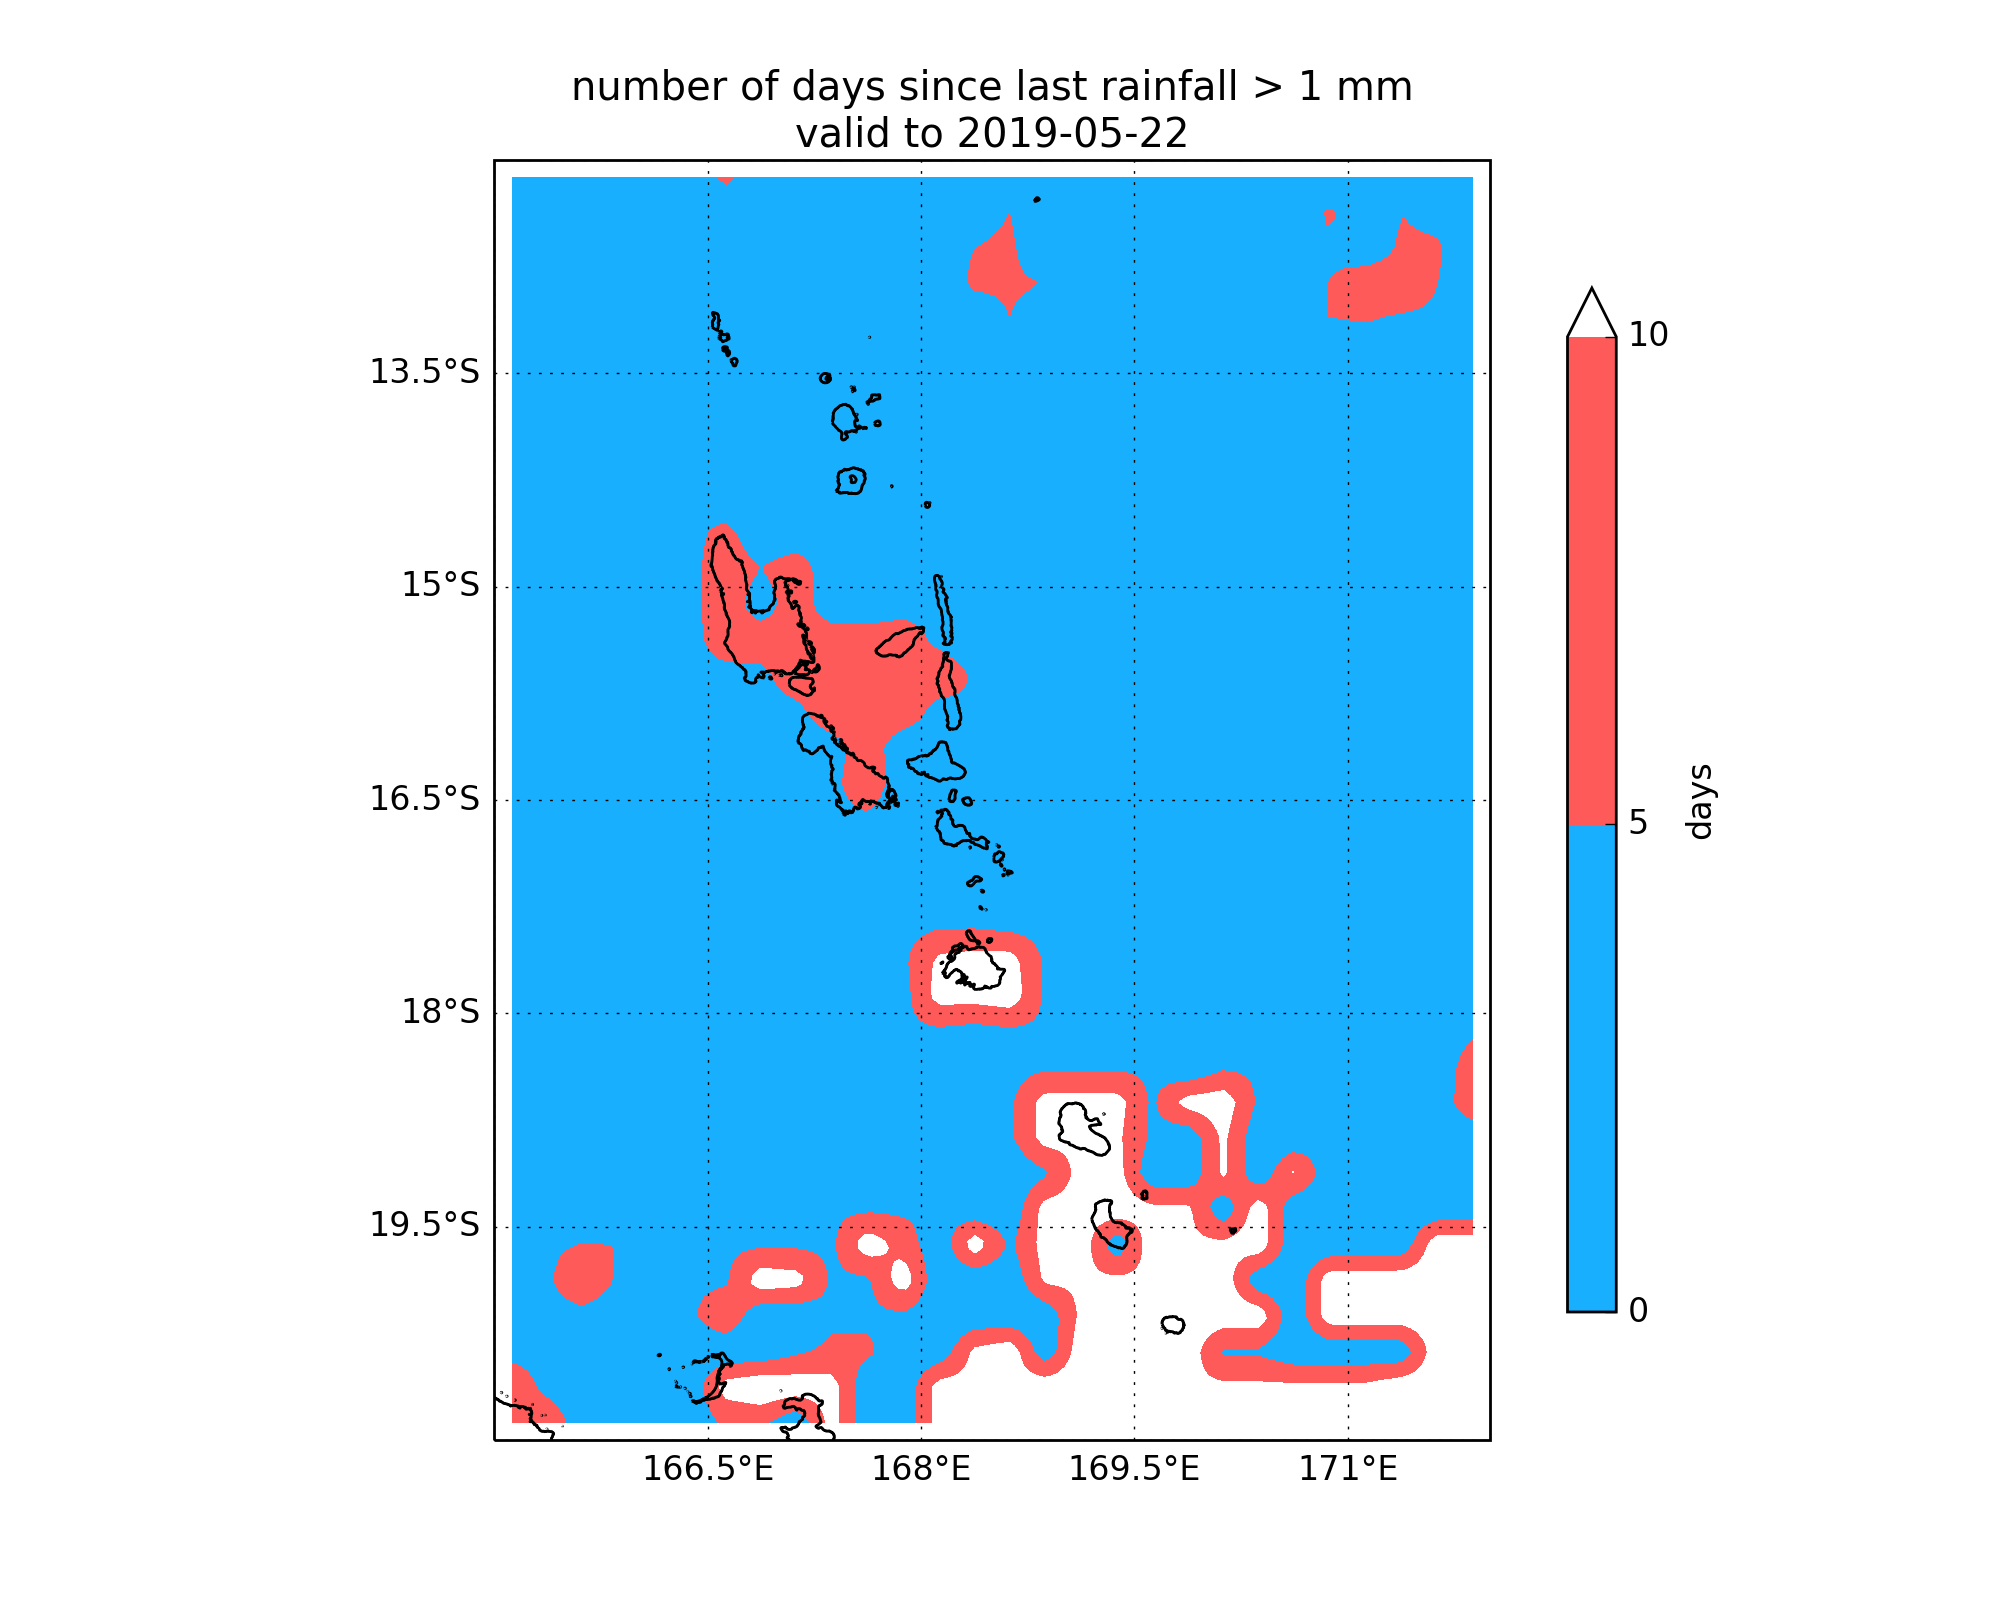 number of days since last rainfall > 1 mm
valid to 2019-05-22
13.5°S
15°S
16.5°S
18°S
19.5°S
166.5°E
168°E
169.5°E
171°E
10
5
0
days